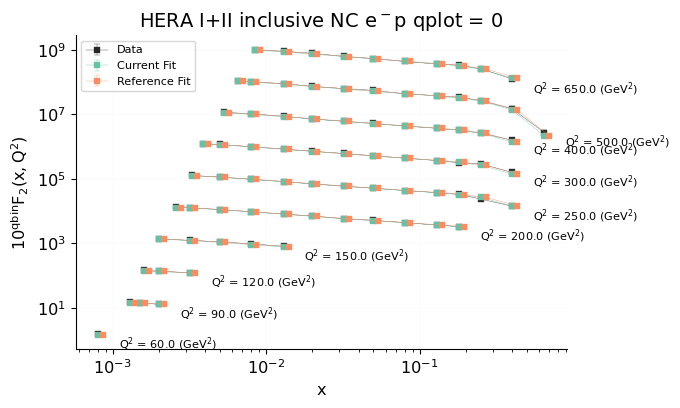 HERA I+II inclusive NC e⁻p qplot = 0
Data
Current Fit
Reference Fit
10^qbin F₂(x, Q²)
10⁹
10⁷
10⁵
10³
10¹
Q² = 650.0 (GeV²)
Q² = 500.0 (GeV²)
Q² = 400.0 (GeV²)
Q² = 300.0 (GeV²)
Q² = 250.0 (GeV²)
Q² = 200.0 (GeV²)
Q² = 150.0 (GeV²)
Q² = 120.0 (GeV²)
Q² = 90.0 (GeV²)
Q² = 60.0 (GeV²)
10⁻³
10⁻²
10⁻¹
x